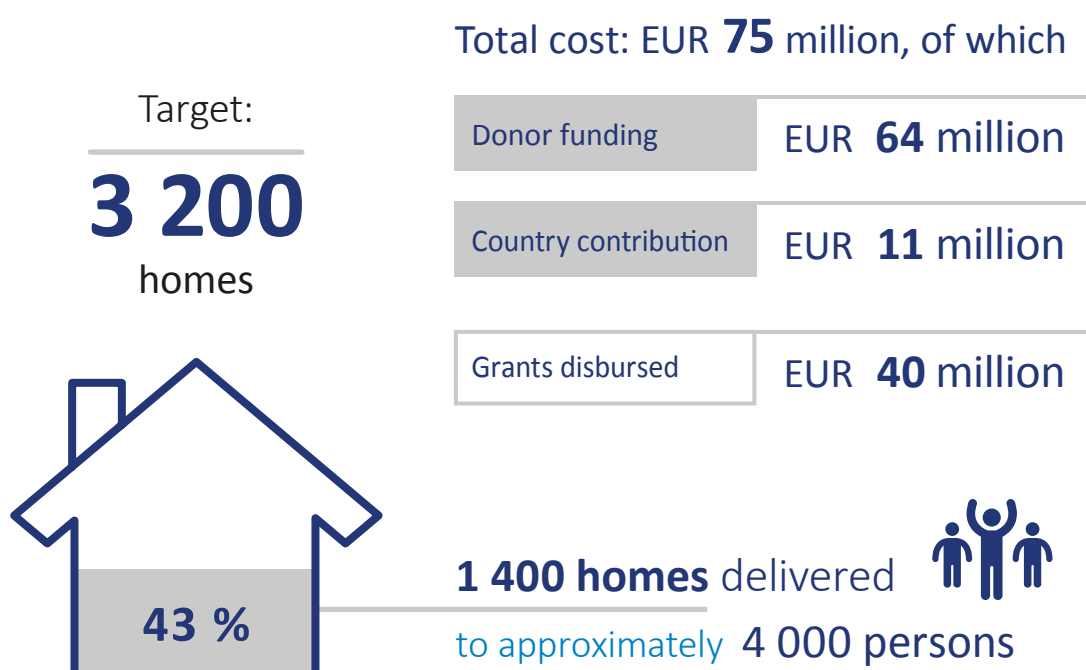 Target:
3 200
homes
Total cost: EUR 75 million, of which
Donor funding EUR 64 million
Country contribution EUR 11 million
Grants disbursed EUR 40 million
43 %
1 400 homes delivered
to approximately 4 000 persons